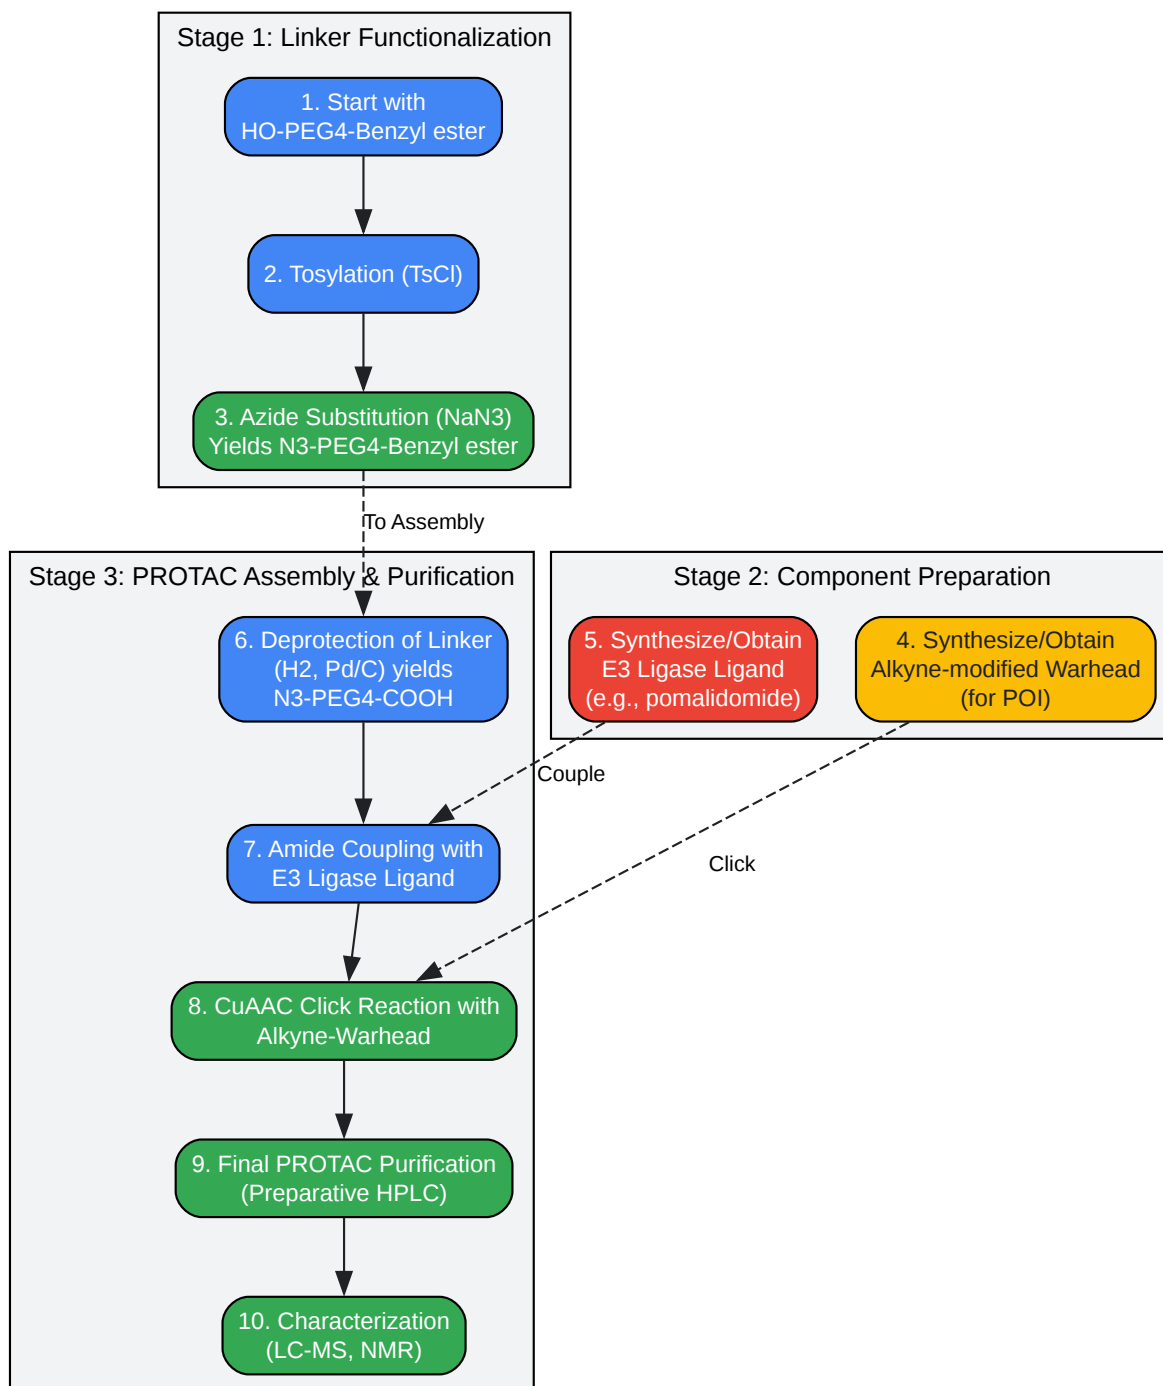 Stage 1: Linker Functionalization
1. Start with
HO-PEG4-Benzyl ester
2. Tosylation (TsCl)
3. Azide Substitution (NaN3)
Yields N3-PEG4-Benzyl ester
To Assembly
Stage 3: PROTAC Assembly & Purification
Stage 2: Component Preparation
6. Deprotection of Linker
(H2, Pd/C) yields
N3-PEG4-COOH
5. Synthesize/Obtain
E3 Ligase Ligand
(e.g., pomalidomide)
4. Synthesize/Obtain
Alkyne-modified Warhead
(for POI)
Couple
7. Amide Coupling with
E3 Ligase Ligand
Click
8. CuAAC Click Reaction with
Alkyne-Warhead
9. Final PROTAC Purification
(Preparative HPLC)
10. Characterization
(LC-MS, NMR)